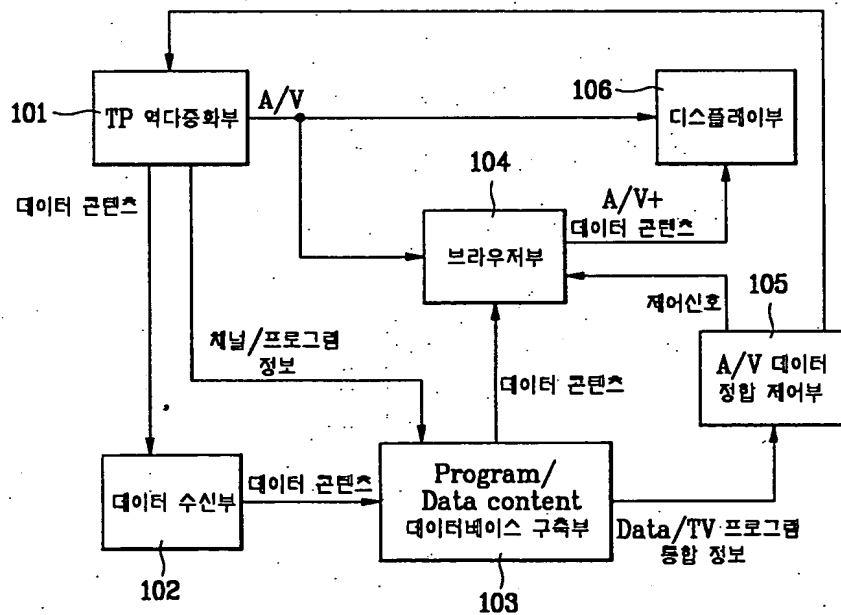 101
TP 역다중화부
A/V
106
디스플레이부
데이터 콘텐츠
104
브라우저부
A/V+
데이터 콘텐츠
제어신호
105
A/V 데이터
정합 제어부
채널/프로그램
정보
데이터 콘텐츠
데이터 수신부
102
데이터 콘텐츠
Program/
Data content
데이터베이스 구축부
103
Data/TV 프로그램
통합 정보